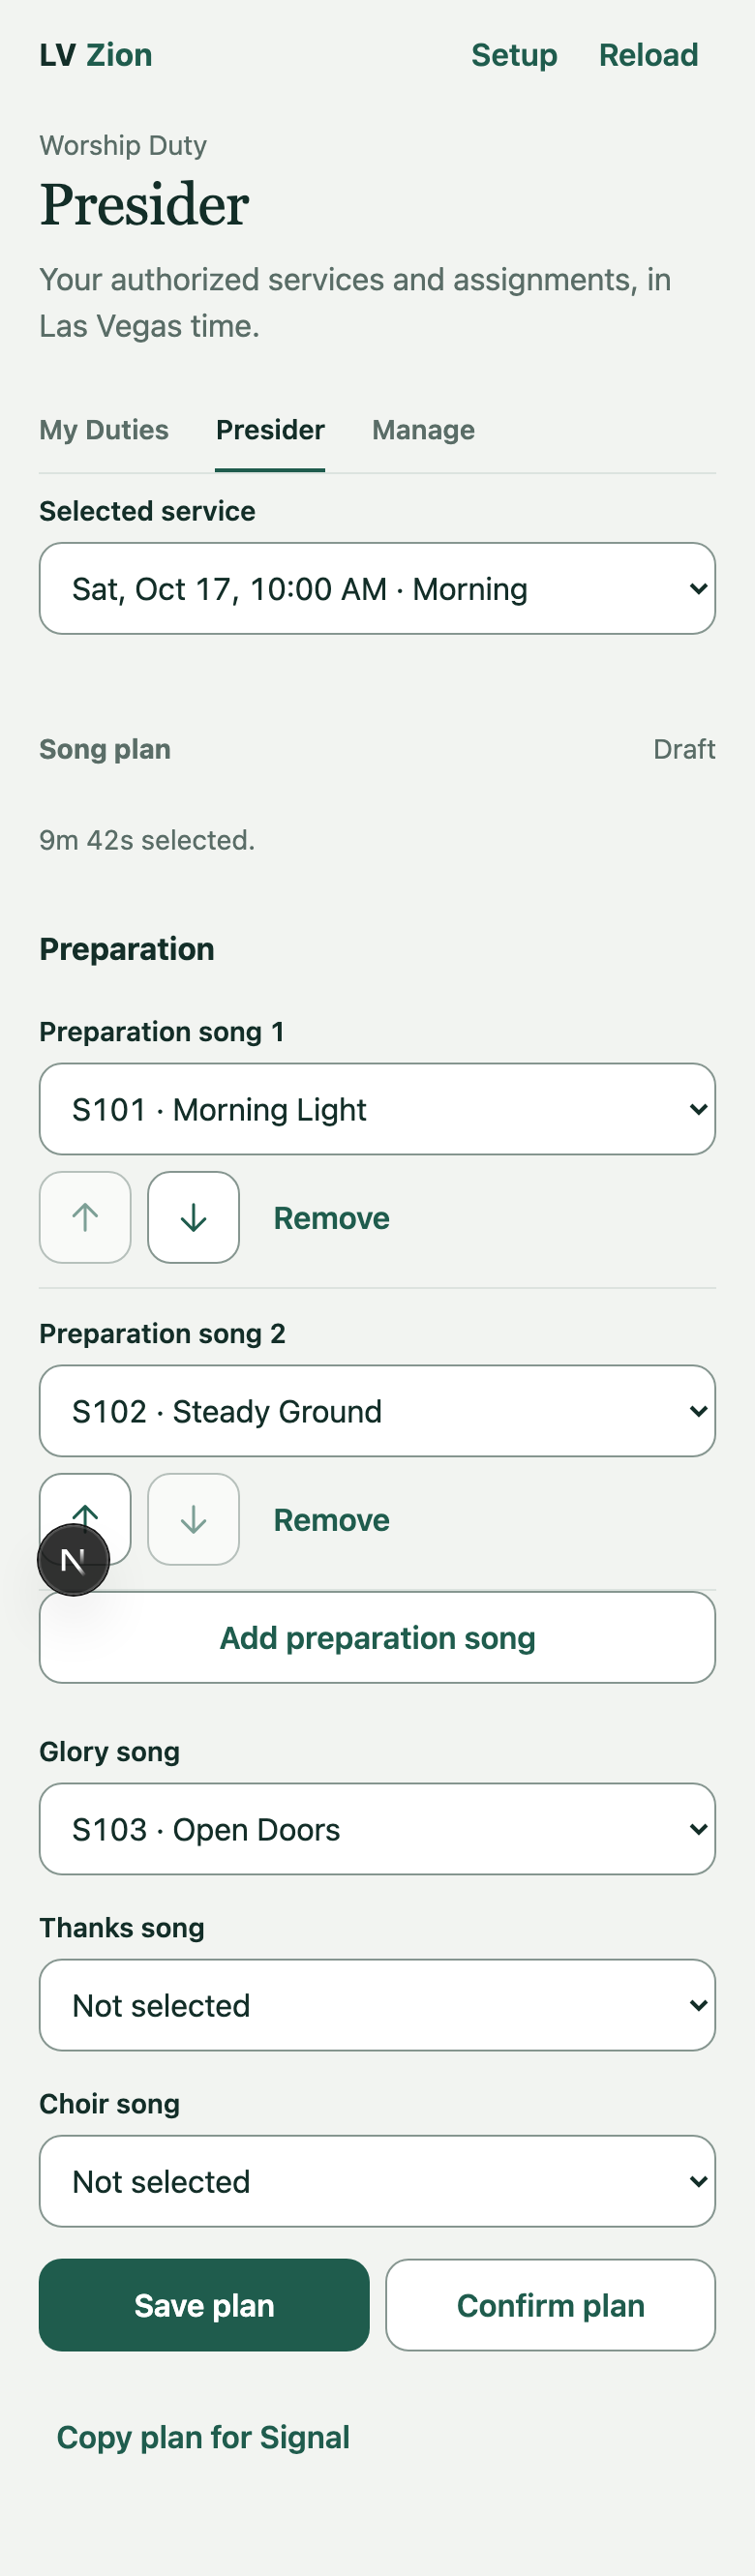 LV Zion
Setup
Reload
Worship Duty
Presider
Your authorized services and assignments, in
Las Vegas time.
My Duties
Presider
Manage
Selected service
Sat, Oct 17, 10:00 AM · Morning
Song plan
Draft
9m 42s selected.
Preparation
Preparation song 1
S101 · Morning Light
↑
↓
Remove
Preparation song 2
S102 · Steady Ground
↑
↓
Remove
N
Add preparation song
Glory song
S103 · Open Doors
Thanks song
Not selected
Choir song
Not selected
Save plan
Confirm plan
Copy plan for Signal